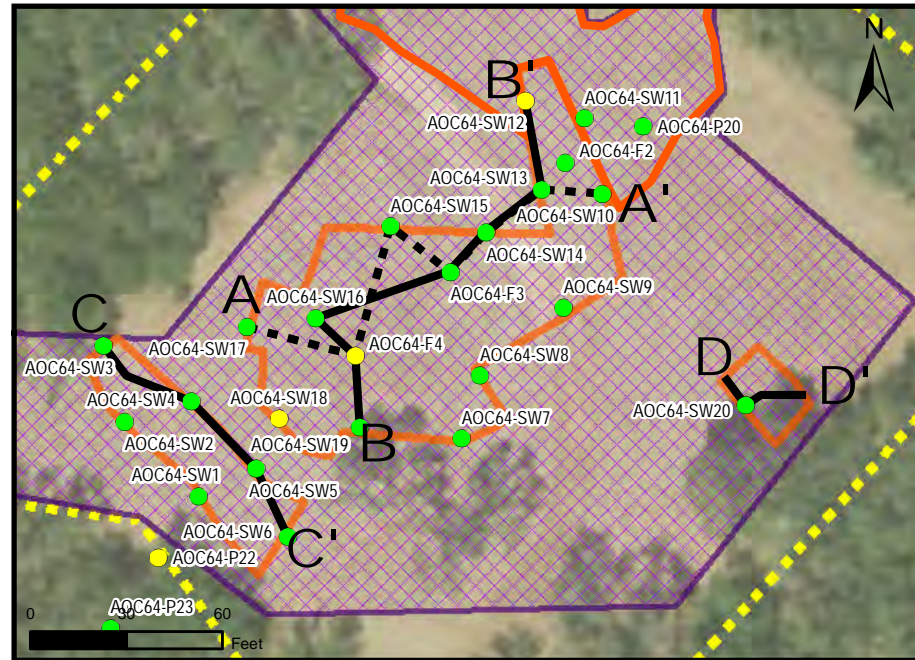 N
B'
AOC64-SW11
AOC64-SW12
AOC64-P20
AOC64-F2
AOC64-SW13
A'
AOC64-SW15
AOC64-SW10
AOC64-SW14
AOC64-F3
AOC64-SW9
A
AOC64-SW16
C
AOC64-SW17
AOC64-F4
AOC64-SW3
AOC64-SW8
D
D'
AOC64-SW4
AOC64-SW18
AOC64-SW20
AOC64-SW2
AOC64-SW19
B
AOC64-SW7
AOC64-SW1
AOC64-SW5
AOC64-SW6
C'
AOC64-P22
AOC64-P23
0 30 60
Feet